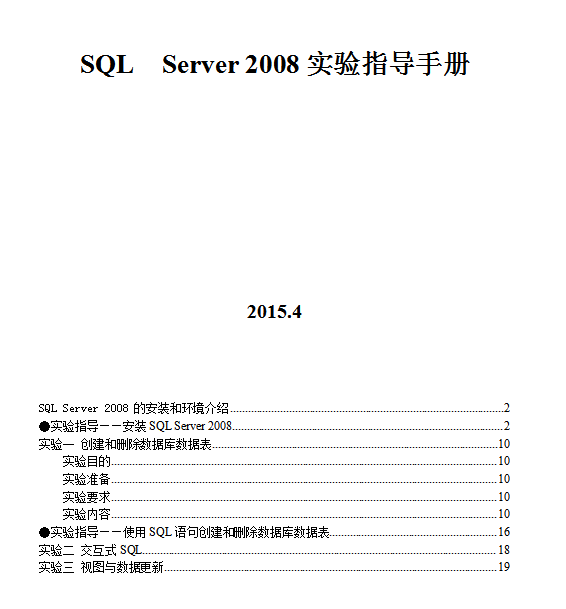 SQL Server 2008 实验指导手册
2015.4
SQL Server 2008 的安装和环境介绍............2
●实验指导——安装 SQL Server 2008............2
实验一 创建和删除数据库数据表............10
实验目的............10
实验准备............10
实验要求............10
实验内容............10
●实验指导——使用 SQL 语句创建和删除数据库数据表............16
实验二 交互式 SQL............18
实验三 视图与数据更新............19